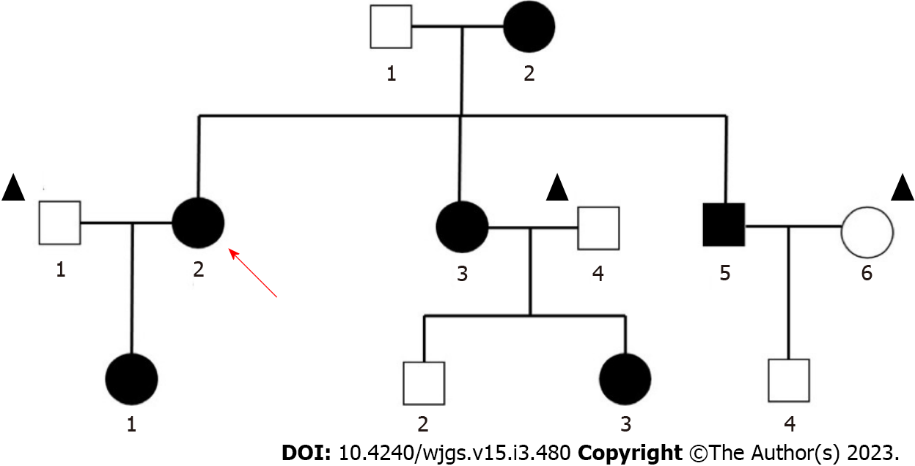 1 2
1 2 3 4 5 6
1 2 3 4
DOI: 10.4240/wjgs.v15.i3.480 Copyright ©The Author(s) 2023.